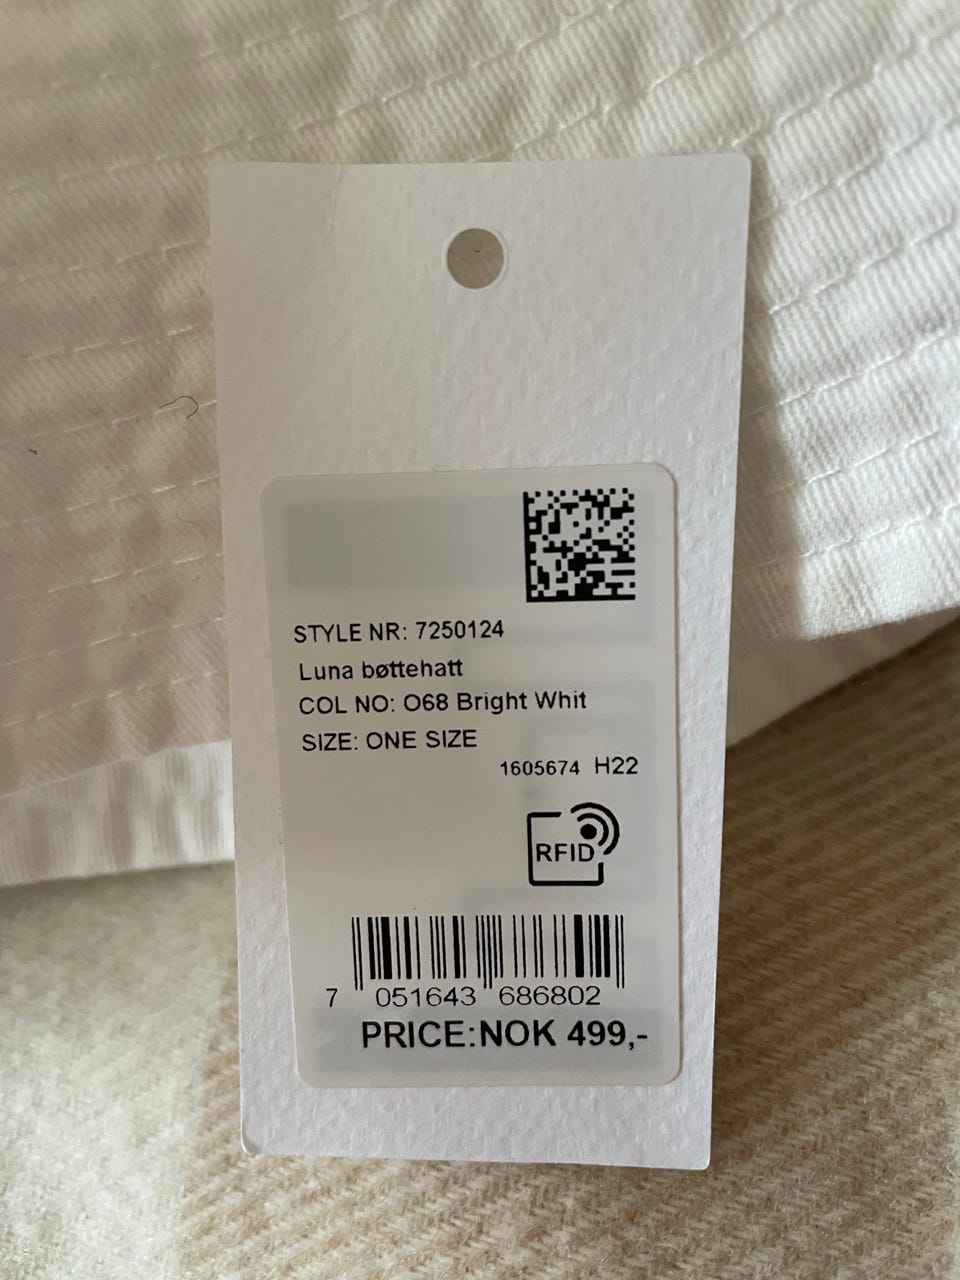 STYLE NR: 7250124
Luna bøttehatt
COL NO: O68 Bright Whit
SIZE: ONE SIZE
1605674 H22
RFID
7 051643 686802
PRICE:NOK 499,-